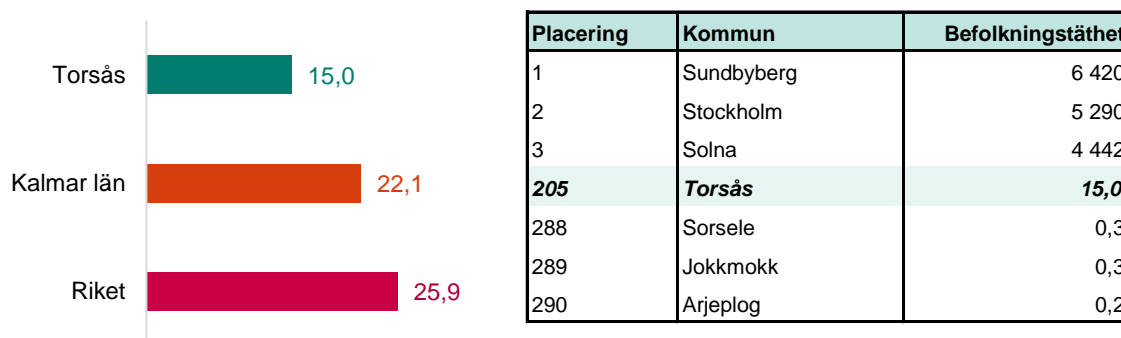 Torsås 15,0
Kalmar län 22,1
Riket 25,9
Placering Kommun Befolkningstäthet
1 Sundbyberg 6 420
2 Stockholm 5 290
3 Solna 4 442
205 Torsås 15,0
288 Sorsele 0,3
289 Jokkmokk 0,3
290 Arjeplog 0,2